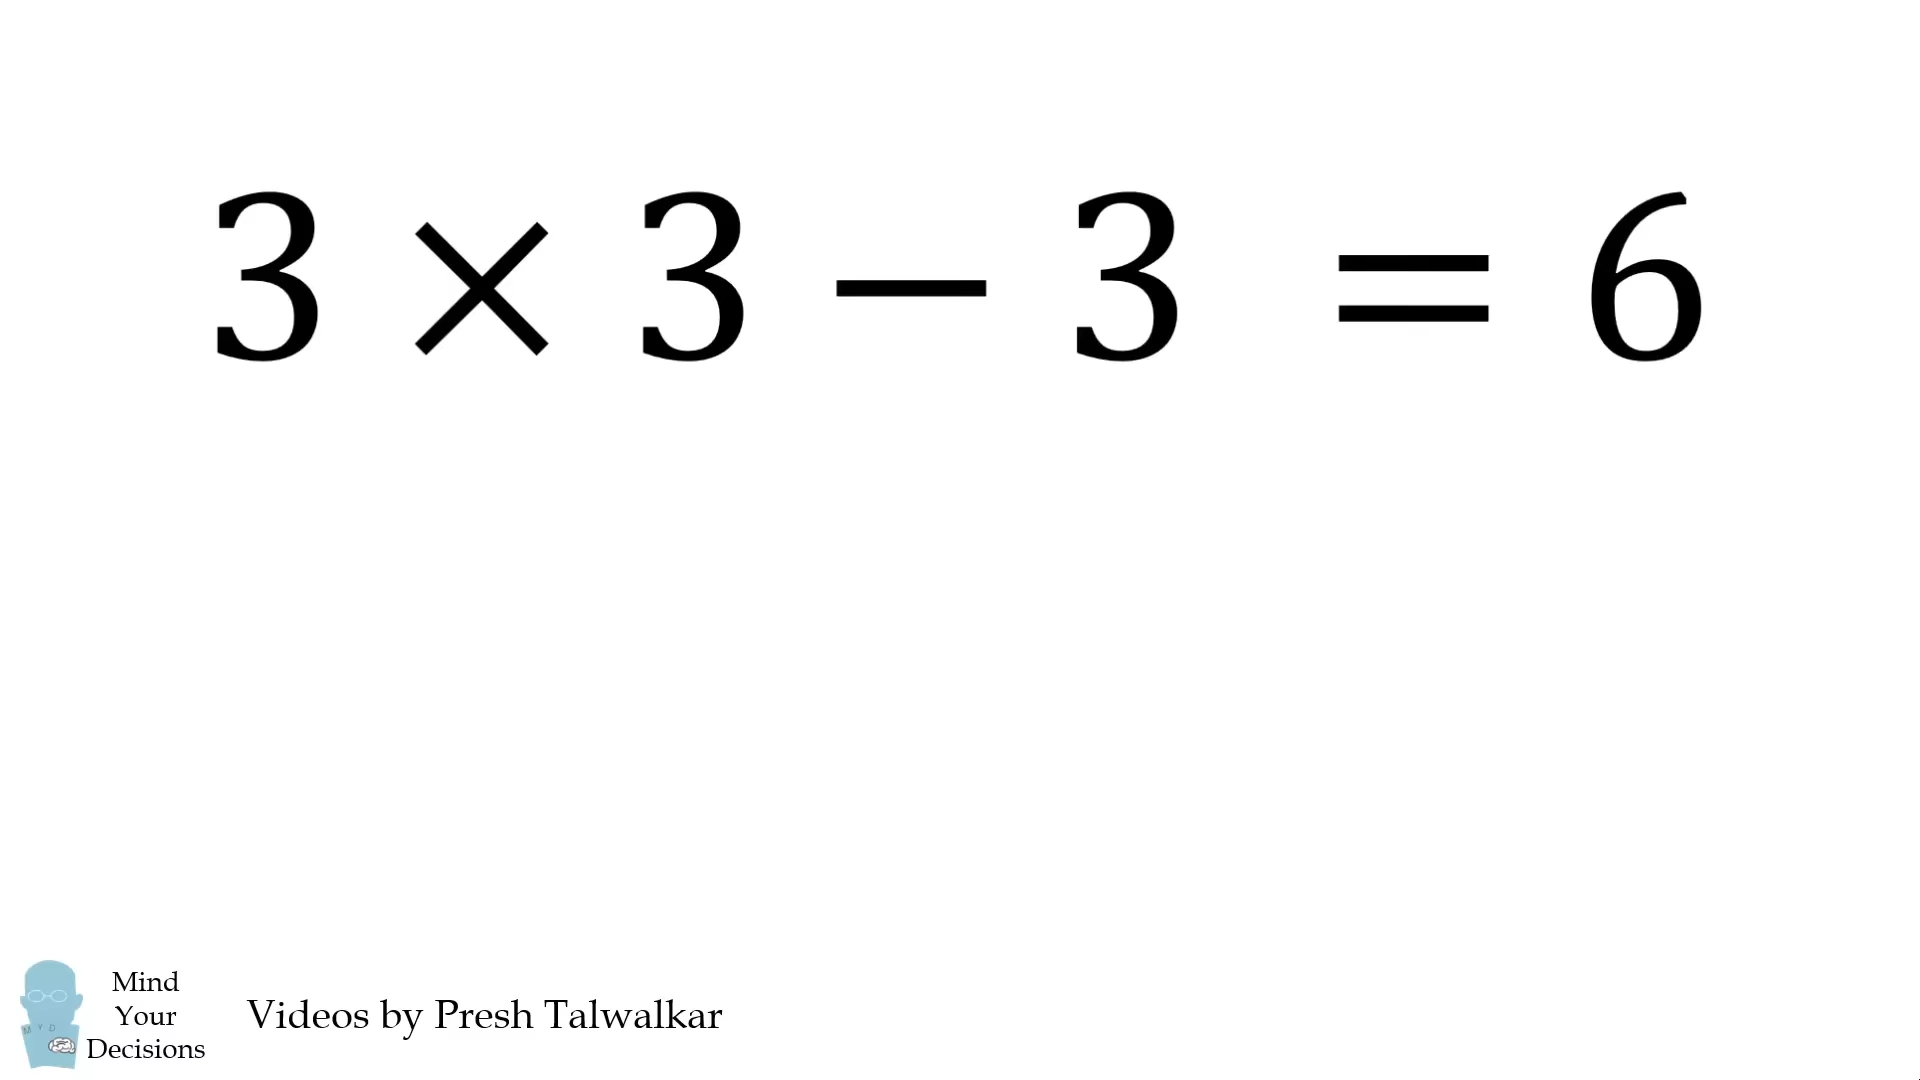 3 × 3 − 3 = 6
Mind
Your
Decisions
M Y D
Videos by Presh Talwalkar